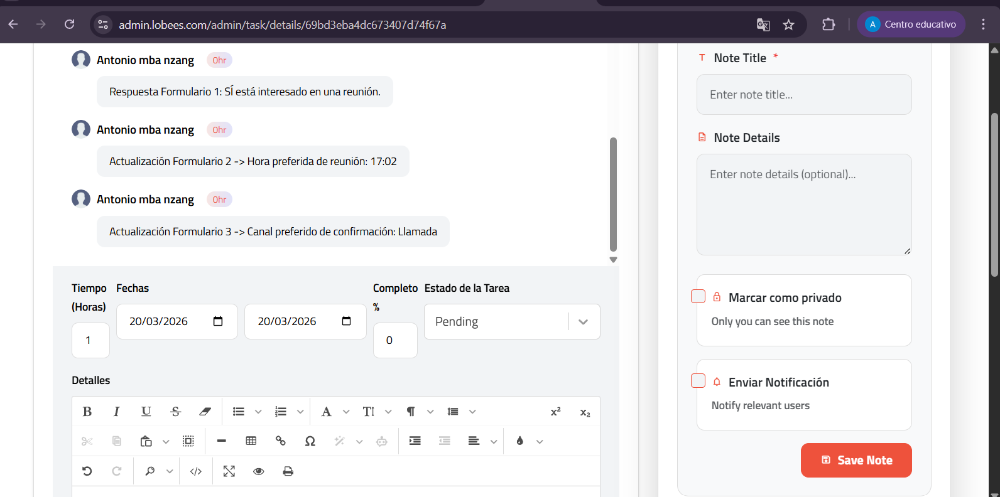 admin.lobees.com/admin/task/details/69bd3eba4dc673407d74f67a
A Centro educativo
Antonio mba nzang 0hr
Respuesta Formulario 1: SÍ está interesado en una reunión.
Antonio mba nzang 0hr
Actualización Formulario 2 -> Hora preferida de reunión: 17:02
Antonio mba nzang 0hr
Actualización Formulario 3 -> Canal preferido de confirmación: Llamada
Tiempo (Horas)
1
Fechas
20/03/2026
20/03/2026
Completo %
0
Estado de la Tarea
Pending
Detalles
Note Title *
Enter note title...
Note Details
Enter note details (optional)...
Marcar como privado
Only you can see this note
Enviar Notificación
Notify relevant users
Save Note